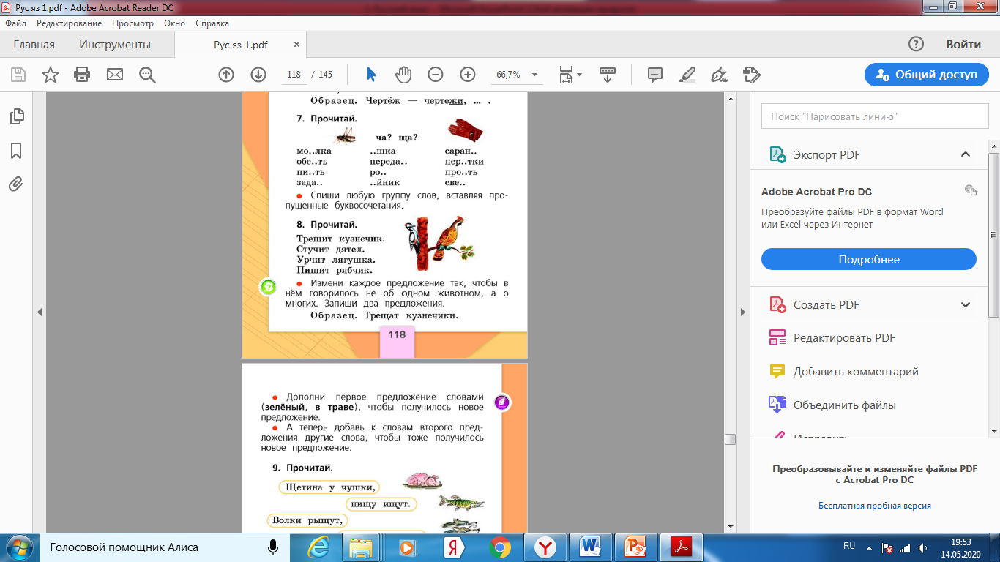 Рус яз 1.pdf - Adobe Acrobat Reader DC
Файл Редактирование Просмотр Окно Справка
Главная Инструменты Рус яз 1.pdf × Войти
118 / 145 66,7% Общий доступ
Образец. Чертёж — чертежи, ... .
7. Прочитай.
ча? ща?
мо..лка ..шка саран..
обе..ть переда.. пер..тки
пи..ть ро.. про..ть
зада.. ..йник све..
● Спиши любую группу слов, вставляя про-
пущенные буквосочетания.
8. Прочитай.
Трещит кузнечик.
Стучит дятел.
Урчит лягушка.
Пищит рябчик.
● Измени каждое предложение так, чтобы в
нём говорилось не об одном животном, а о
многих. Запиши два предложения.
Образец. Трещат кузнечики.
118
● Дополни первое предложение словами
(зелёный, в траве), чтобы получилось новое
предложение.
● А теперь добавь к словам второго пред-
ложения другие слова, чтобы тоже получилось
новое предложение.
9. Прочитай.
Щетина у чушки,
пищу ищут.
Волки рыщут,
Поиск "Нарисовать линию"
Экспорт PDF
Adobe Acrobat Pro DC
Преобразуйте файлы PDF в формат Word
или Excel через Интернет
Подробнее
Создать PDF
Редактировать PDF
Добавить комментарий
Объединить файлы
Преобразовывайте и изменяйте файлы PDF
с Acrobat Pro DC
Бесплатная пробная версия
Голосовой помощник Алиса
RU
19:53
14.05.2020